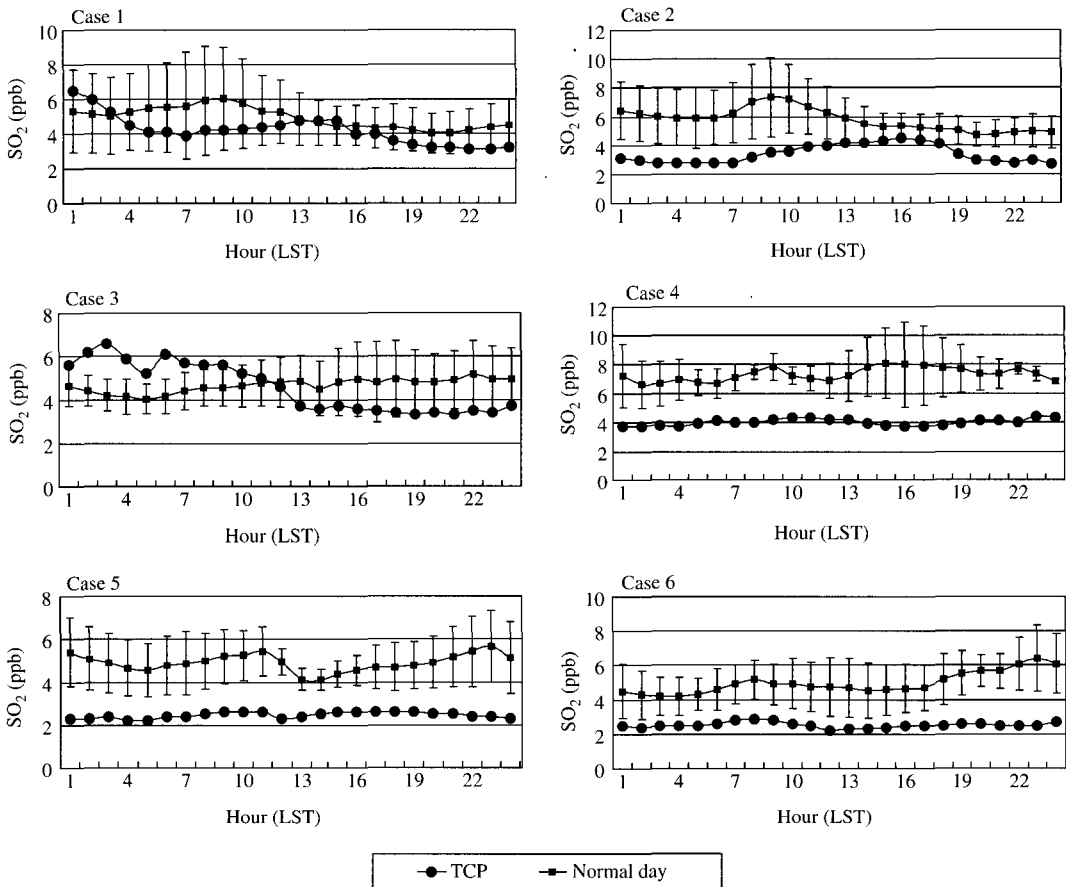 Case 1
10
8
6
4
2
0
SO2 (ppb)
1 4 7 10 13 16 19 22
Hour (LST)
Case 2
12
10
8
6
4
2
0
SO2 (ppb)
1 4 7 10 13 16 19 22
Hour (LST)
Case 3
8
6
4
2
0
SO2 (ppb)
1 4 7 10 13 16 19 22
Hour (LST)
Case 4
12
10
8
6
4
2
0
SO2 (ppb)
1 4 7 10 13 16 19 22
Hour (LST)
Case 5
8
6
4
2
0
SO2 (ppb)
1 4 7 10 13 16 19 22
Hour (LST)
Case 6
10
8
6
4
2
0
SO2 (ppb)
1 4 7 10 13 16 19 22
Hour (LST)
TCP Normal day